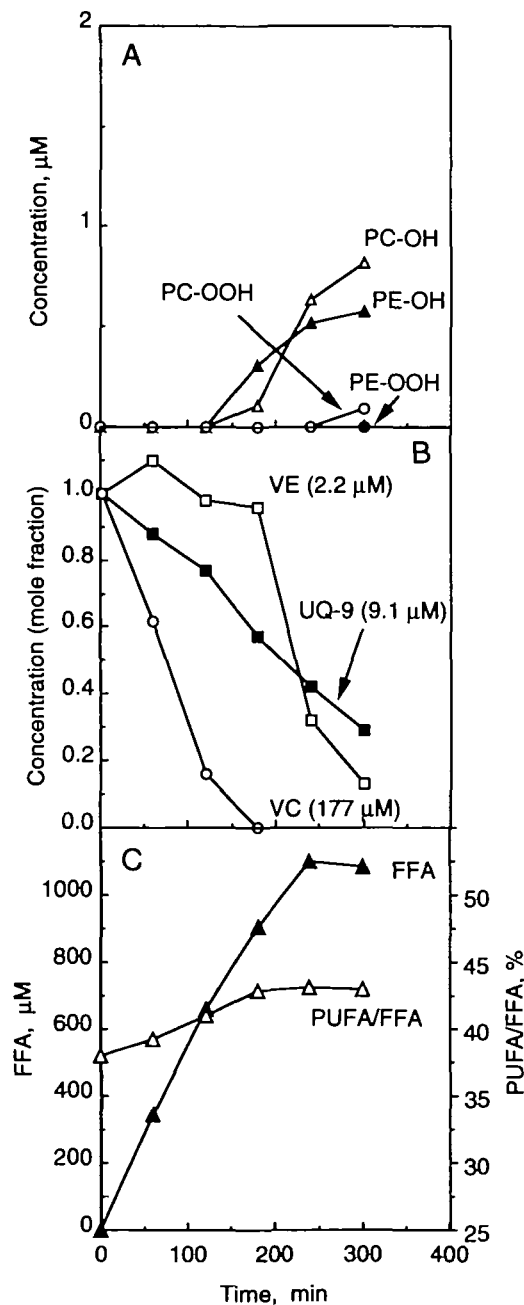 2
A
Concentration, μM
1
PC-OH
PC-OOH
PE-OH
PE-OOH
0
B
1.0
VE (2.2 μM)
0.8
Concentration (mole fraction)
0.6
UQ-9 (9.1 μM)
0.4
0.2
VC (177 μM)
0.0
C
1000
FFA
50
800
45
FFA, μM
600
PUFA/FFA
40
PUFA/FFA, %
400
35
200
30
0
25
0 100 200 300 400
Time, min